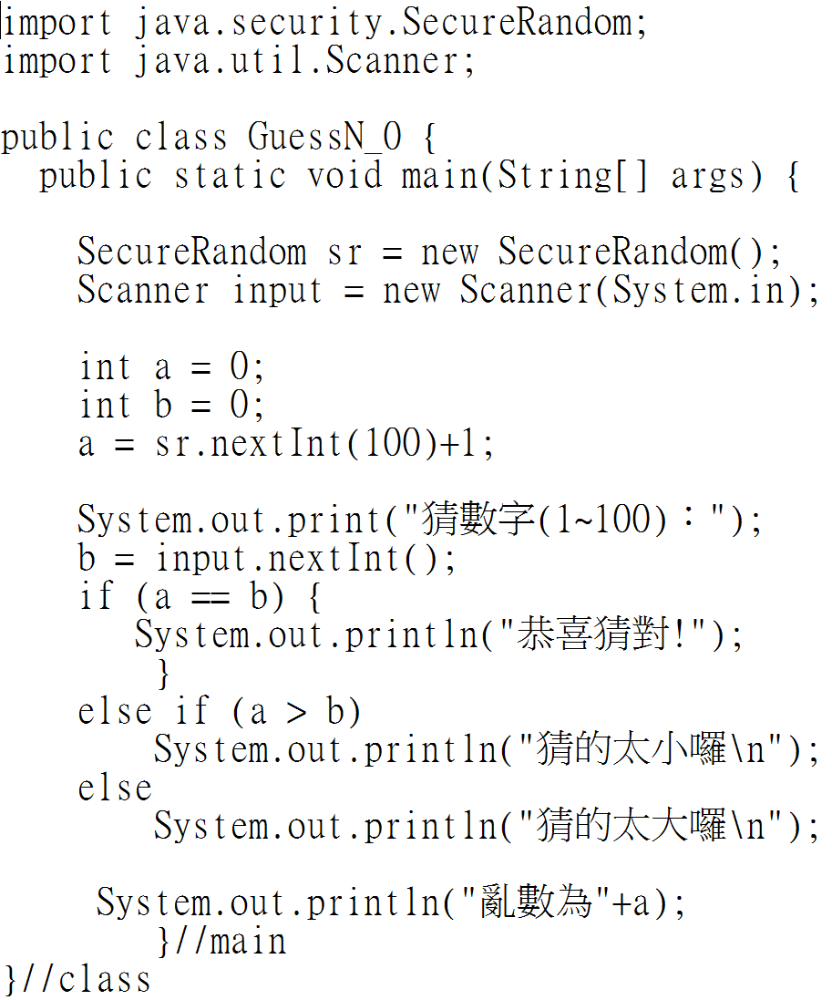 import java.security.SecureRandom;
import java.util.Scanner;

public class GuessN_0 {
  public static void main(String[] args) {

    SecureRandom sr = new SecureRandom();
    Scanner input = new Scanner(System.in);

    int a = 0;
    int b = 0;
    a = sr.nextInt(100)+1;

    System.out.print("猜數字(1~100)：");
    b = input.nextInt();
    if (a == b) {
       System.out.println("恭喜猜對!");
        }
    else if (a > b)
        System.out.println("猜的太小囉\n");
    else
        System.out.println("猜的太大囉\n");

     System.out.println("亂數為"+a);
        }//main
}//class